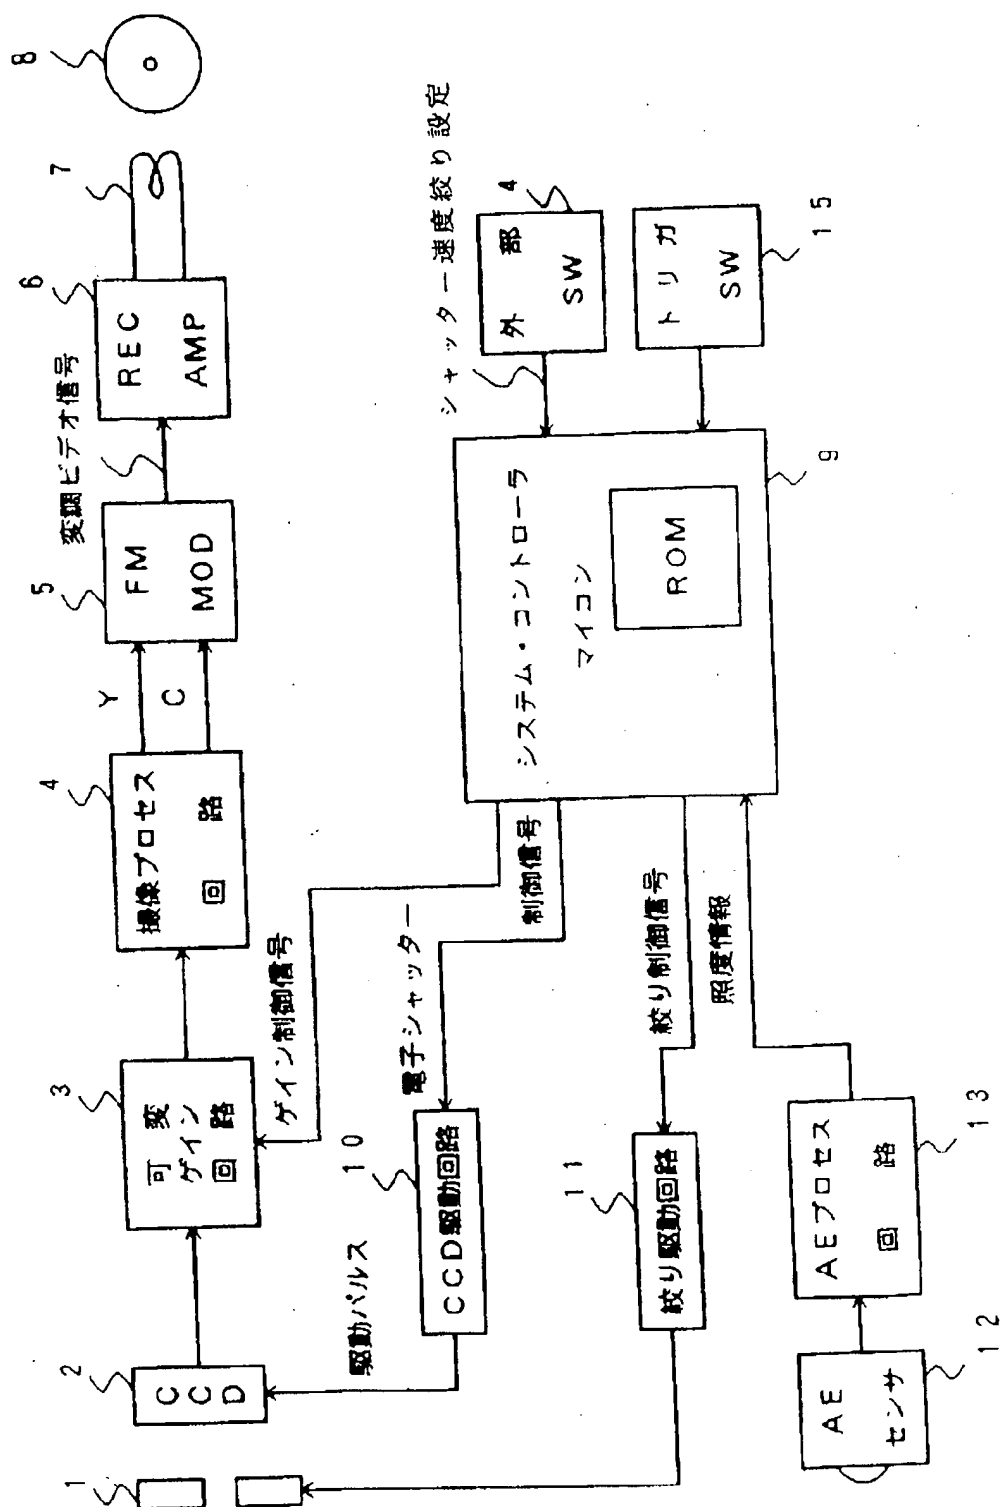 1
2
CCD
3
可変
ゲイン
回路
4
撮像プロセス
回路
Y
C
5
FM
MOD
変調ビデオ信号
6
REC
AMP
7
8
ゲイン制御信号
駆動パルス
10
CCD駆動回路
電子シャッター
制御信号
11
絞り駆動回路
絞り制御信号
照度情報
システム・コントローラ
マイコン
ROM
9
シャッター速度絞り設定
外部
SW
4
トリガ
SW
15
12
AE
センサ
13
AEプロセス
回路